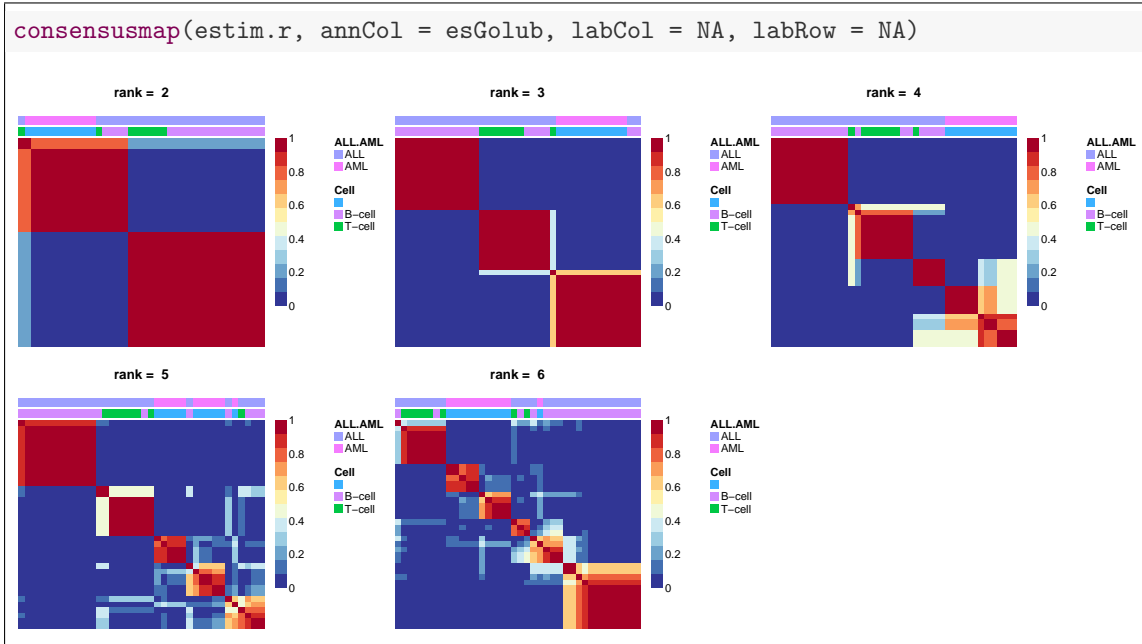 consensusmap(estim.r, annCol = esGolub, labCol = NA, labRow = NA)
rank = 2
1
0.8
0.6
0.4
0.2
0
ALL.AML
ALL
AML
Cell
B−cell
T−cell
rank = 3
1
0.8
0.6
0.4
0.2
0
ALL.AML
ALL
AML
Cell
B−cell
T−cell
rank = 4
1
0.8
0.6
0.4
0.2
0
ALL.AML
ALL
AML
Cell
B−cell
T−cell
rank = 5
1
0.8
0.6
0.4
0.2
0
ALL.AML
ALL
AML
Cell
B−cell
T−cell
rank = 6
1
0.8
0.6
0.4
0.2
0
ALL.AML
ALL
AML
Cell
B−cell
T−cell